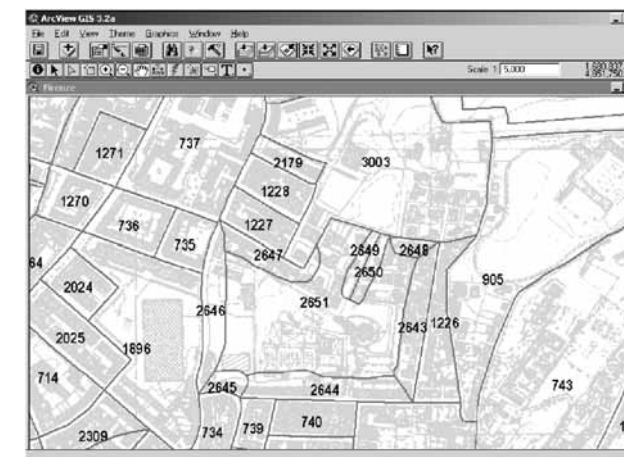 ArcView GIS 3.2a
File Edit View Theme Graphics Window Help
Scale 1: 5,000
Firenze
1271 737 2179 3003
1228
1270 736 735 1227
2647 2649 2648
64 2650 905
2024 2646 2651
2025 1896 2643 1226
714 2645 2644 743
2309 734 739 740